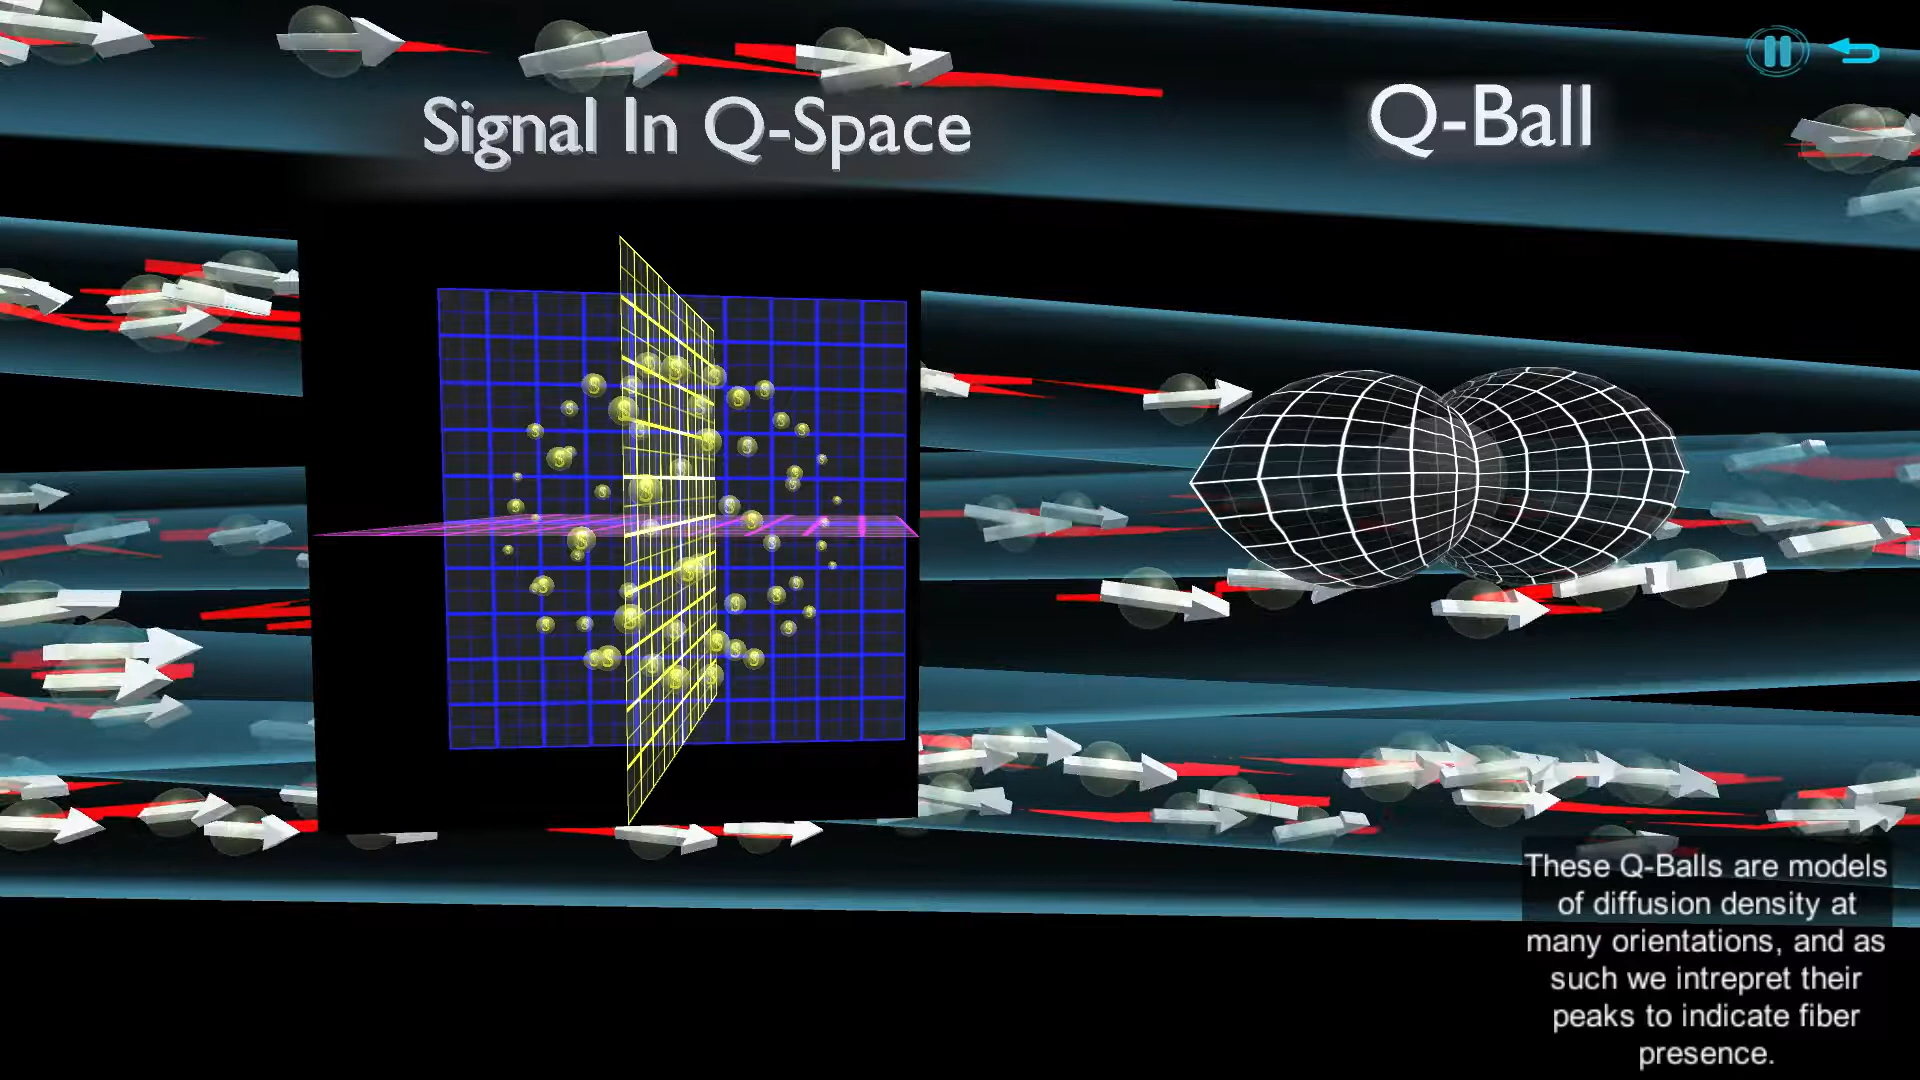 Signal In Q-Space
Q-Ball
These Q-Balls are models
of diffusion density at
many orientations, and as
such we intrepret their
peaks to indicate fiber
presence.